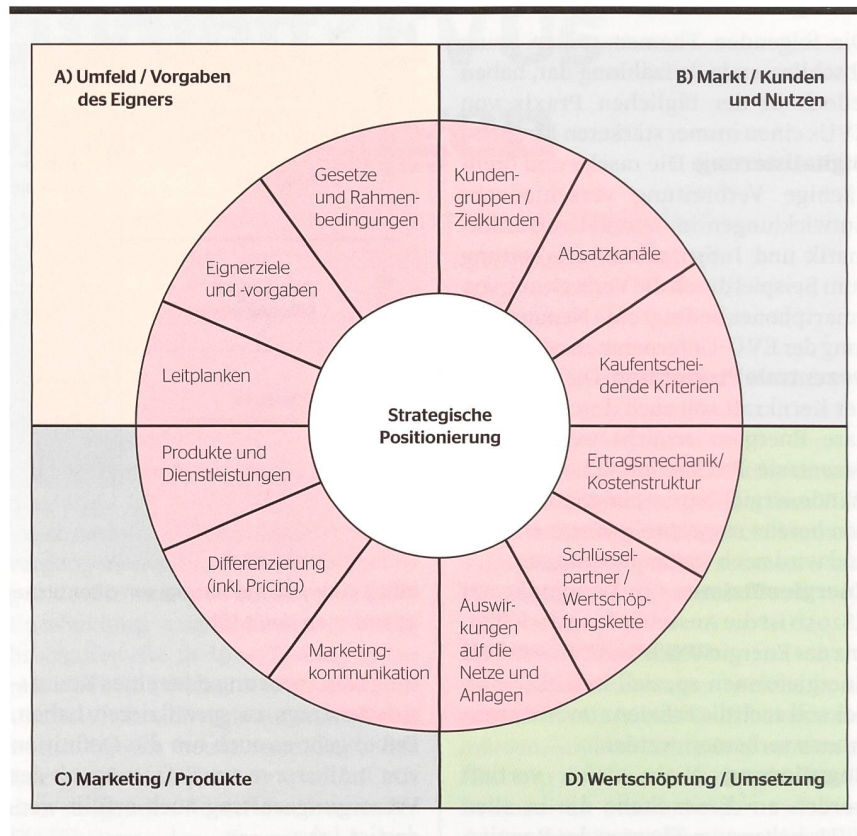 A) Umfeld / Vorgaben
des Eigners
B) Markt / Kunden
und Nutzen
Gesetze
und Rahmen-
bedingungen
Eignerziele
und -vorgaben
Leitplanken
Kunden-
gruppen /
Zielkunden
Absatzkanäle
Kaufentschei-
dende Kriterien
Strategische
Positionierung
Produkte und
Dienstleistungen
Differenzierung
(inkl. Pricing)
Marketing-
kommunikation
Ertragsmechanik/
Kostenstruktur
Schlüssel-
partner /
Wertschöp-
fungskette
Auswir-
kungen
auf die
Netze und
Anlagen
C) Marketing / Produkte
D) Wertschöpfung / Umsetzung